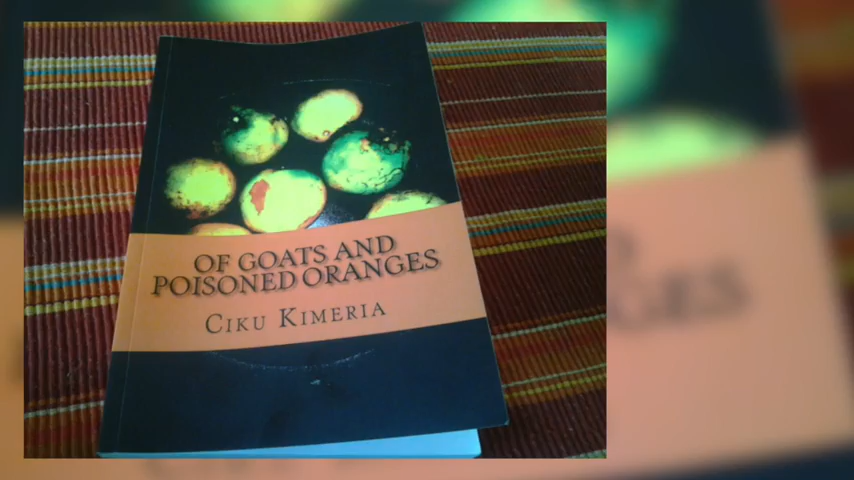 OF GOATS AND
POISONED ORANGES
CIKU KIMERIA